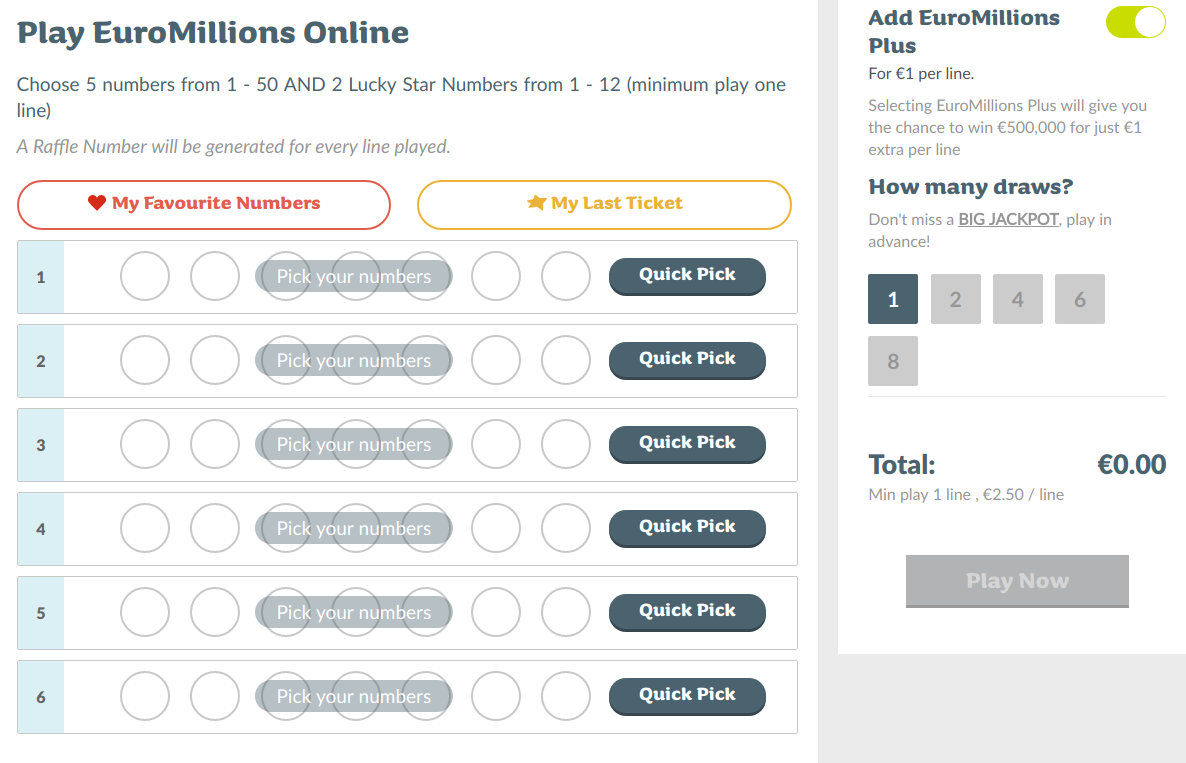 Play EuroMillions Online
Choose 5 numbers from 1 - 50 AND 2 Lucky Star Numbers from 1 - 12 (minimum play one
line)
A Raffle Number will be generated for every line played.
My Favourite Numbers
My Last Ticket
1 Pick your numbers Quick Pick
2 Pick your numbers Quick Pick
3 Pick your numbers Quick Pick
4 Pick your numbers Quick Pick
5 Pick your numbers Quick Pick
6 Pick your numbers Quick Pick
Add EuroMillions
Plus
For €1 per line.
Selecting EuroMillions Plus will give you
the chance to win €500,000 for just €1
extra per line
How many draws?
Don't miss a BIG JACKPOT, play in
advance!
1 2 4 6
8
Total: €0.00
Min play 1 line , €2.50 / line
Play Now